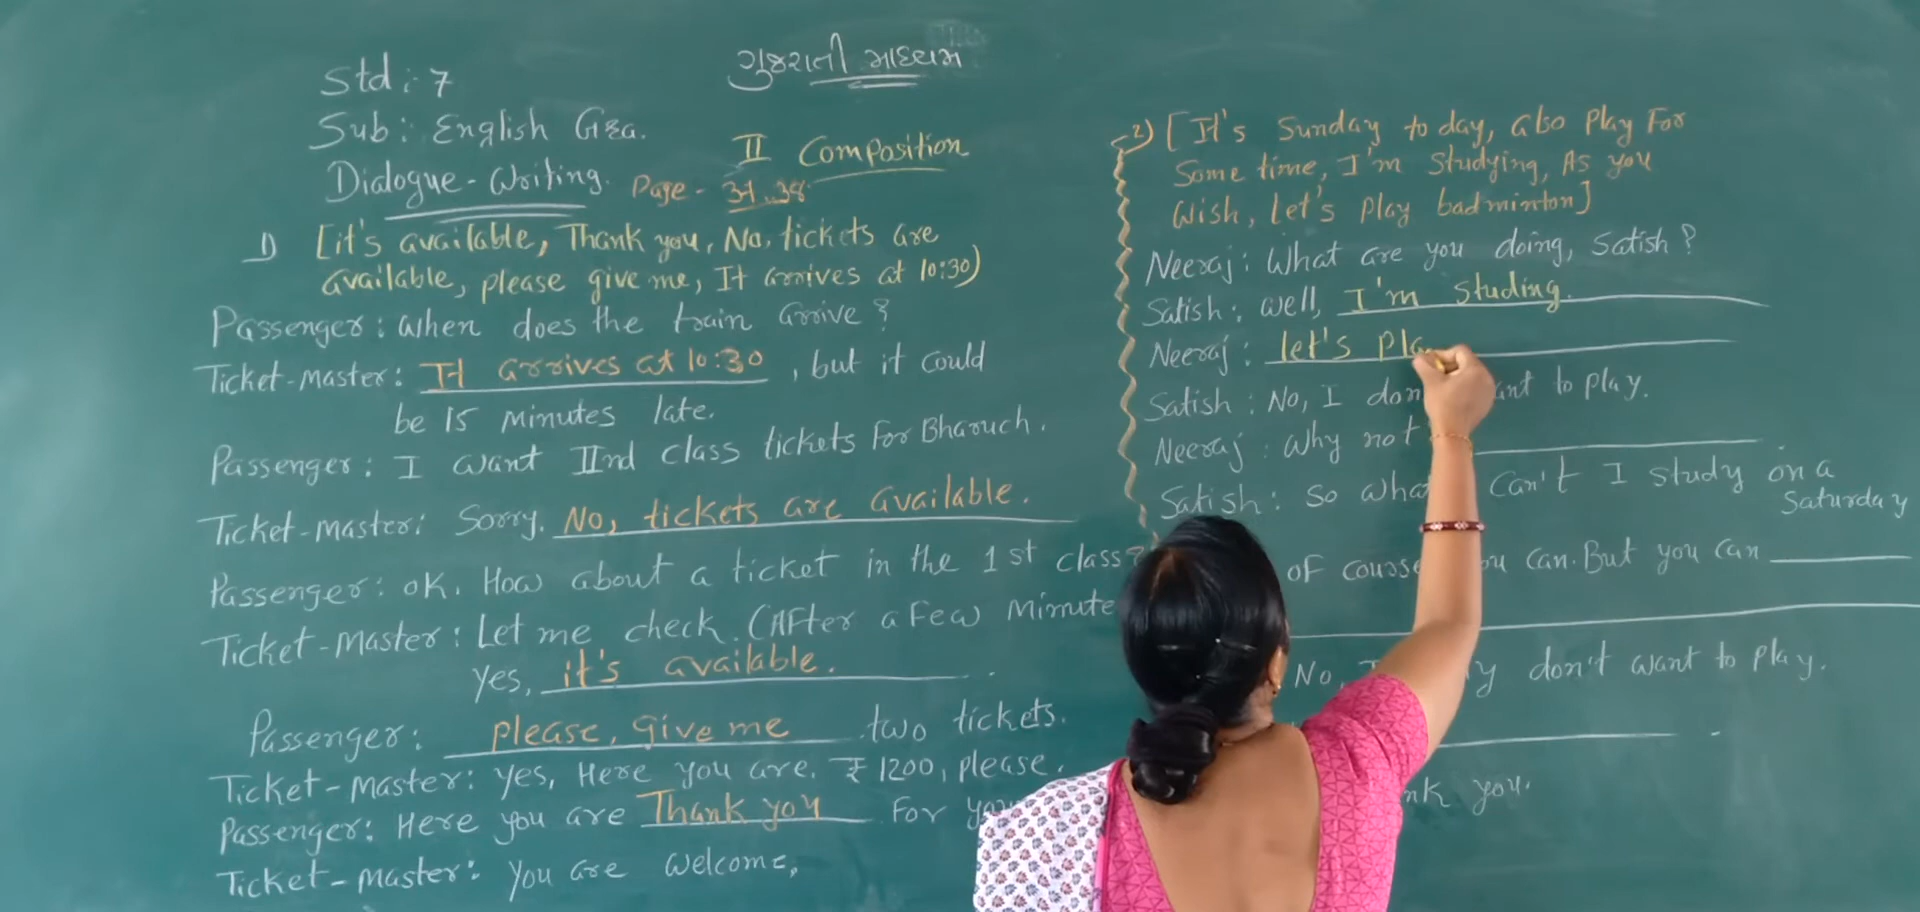 Std :- 7
ગુજરાતી માધ્યમ
Sub : English Gra.
II Composition
Dialogue-Writing. Page - 37,38
1) [it's available, Thank you, No, tickets are
available, please give me, It arrives at 10:30)
Passenger : When does the train arrive ?
Ticket-Master : It arrives at 10:30, but it could
be 15 minutes late.
Passenger : I want IInd class tickets For Bharuch.
Ticket-master : Sorry. No, tickets are available.
Passenger : OK. How about a ticket in the 1st class?
Ticket-Master : Let me check. (After a few minute
yes, it's available.
Passenger : please, give me two tickets.
Ticket-Master : yes, Here you are. ₹ 1200, please.
Passenger : Here you are Thank you For
Ticket-master : you are welcome,
2) [It's Sunday to day, also Play For
Some time, I'm Studying, As you
Wish, Let's Play badminton]
Neeraj : What are you doing, Satish ?
Satish : well, I'm Studing.
Neeraj : let's Pla
Satish : No, I don to play.
Neeraj : Why not
Satish : So wha can't I study on a
Saturday
of course can. But you can
No, don't want to play.
you.